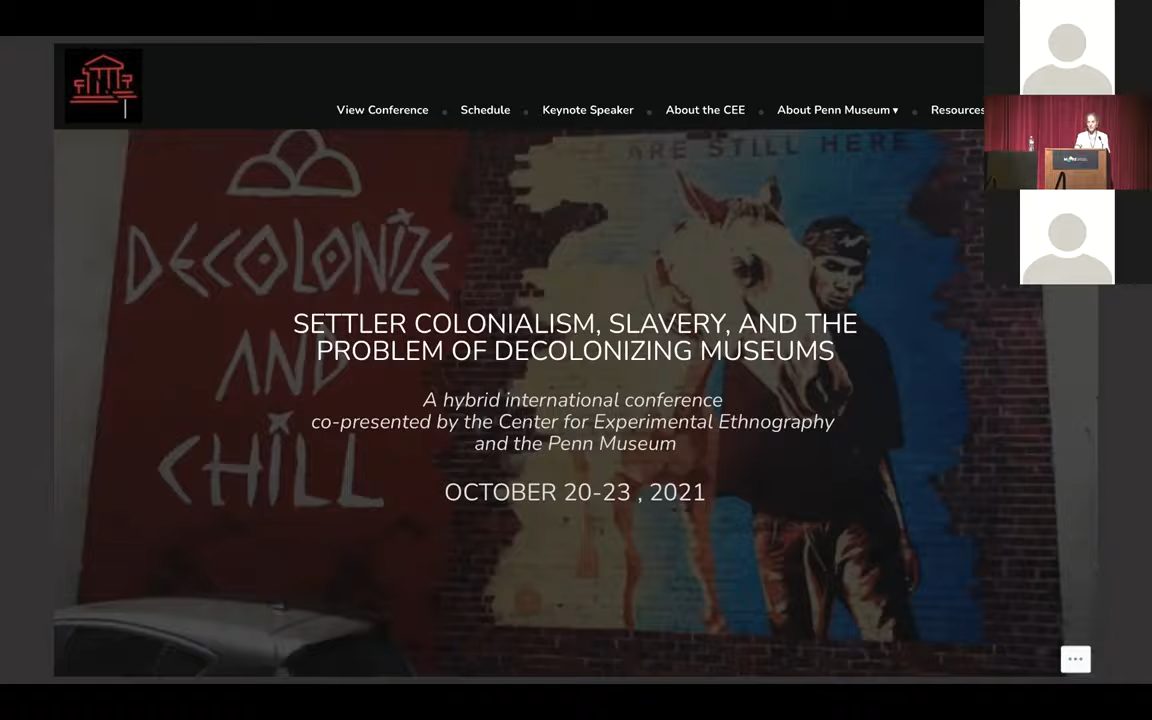 View Conference
Schedule
Keynote Speaker
About the CEE
About Penn Museum ▾
Resources
ARE STILL HERE
DECOLONIZE
AND
CHILL
SETTLER COLONIALISM, SLAVERY, AND THE
PROBLEM OF DECOLONIZING MUSEUMS
A hybrid international conference
co-presented by the Center for Experimental Ethnography
and the Penn Museum
OCTOBER 20-23 , 2021